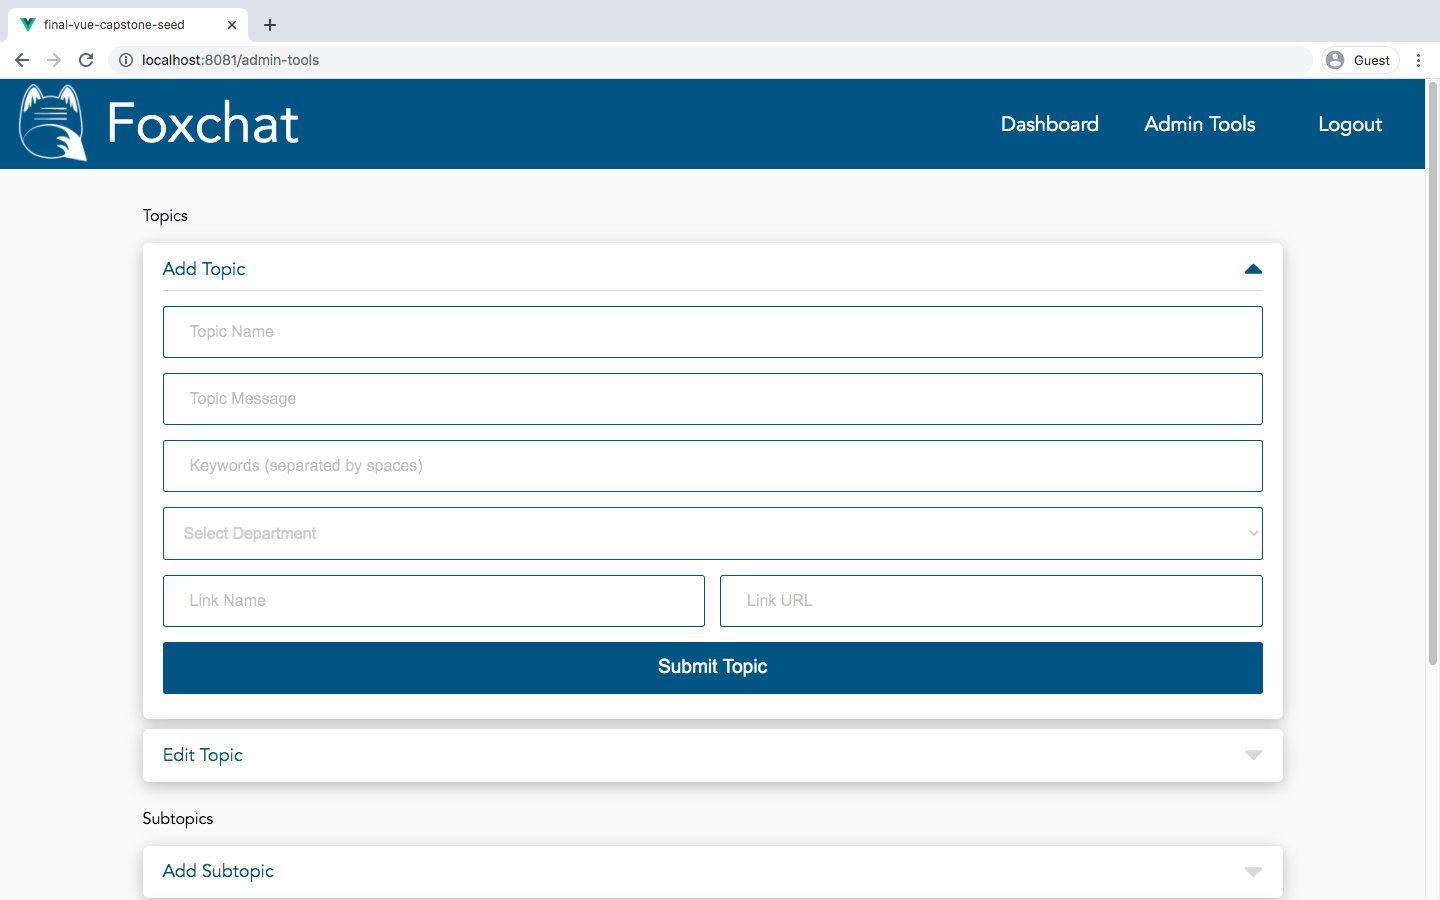 final-vue-capstone-seed
localhost:8081/admin-tools
Guest
Foxchat
Dashboard
Admin Tools
Logout
Topics
Add Topic
Topic Name
Topic Message
Keywords (separated by spaces)
Select Department
Link Name
Link URL
Submit Topic
Edit Topic
Subtopics
Add Subtopic